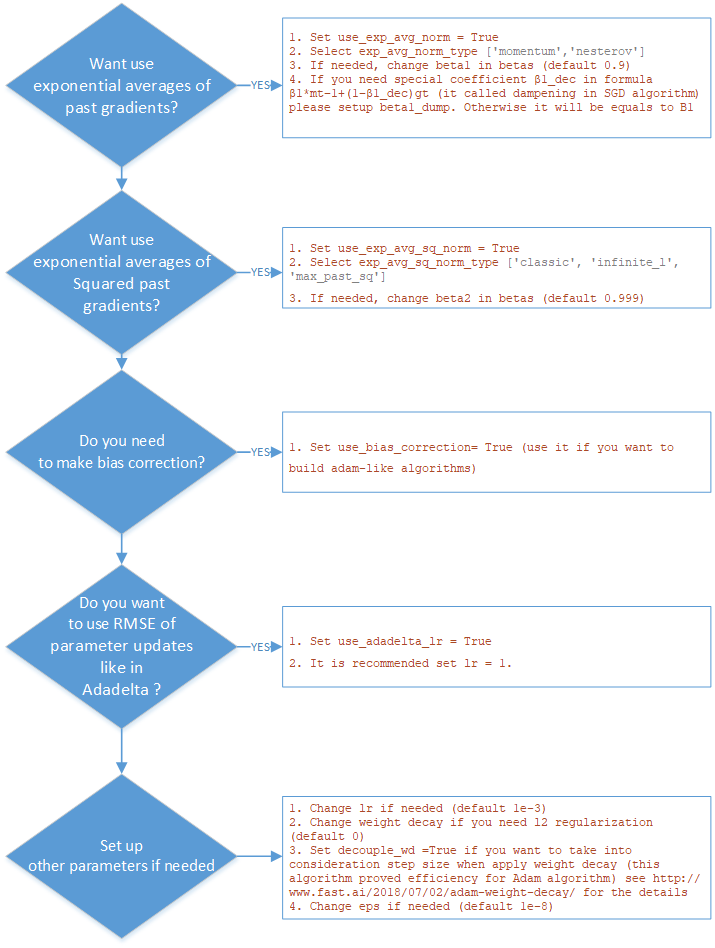 Want use
exponential averages of
past gradients?
YES
1. Set use_exp_avg_norm = True
2. Select exp_avg_norm_type ['momentum','nesterov']
3. If needed, change beta1 in betas (default 0.9)
4. If you need special coefficient β1_dec in formula
β1*mt-1+(1-β1_dec)gt (it called dampening in SGD algorithm)
please setup beta1_dump. Otherwise it will be equals to B1
Want use
exponential averages of
Squared past
gradients?
YES
1. Set use_exp_avg_sq_norm = True
2. Select exp_avg_sq_norm_type ['classic', 'infinite_l',
'max_past_sq']
3. If needed, change beta2 in betas (default 0.999)
Do you need
to make bias correction?
YES
1. Set use_bias_correction= True (use it if you want to
build adam-like algorithms)
Do you want
to use RMSE of
parameter updates
like in
Adadelta ?
YES
1. Set use_adadelta_lr = True
2. It is recommended set lr = 1.
Set up
other parameters if needed
1. Change lr if needed (default 1e-3)
2. Change weight decay if you need l2 regularization
(default 0)
3. Set decouple_wd =True if you want to take into
consideration step size when apply weight decay (this
algorithm proved efficiency for Adam algorithm) see http://
www.fast.ai/2018/07/02/adam-weight-decay/ for the details
4. Change eps if needed (default 1e-8)